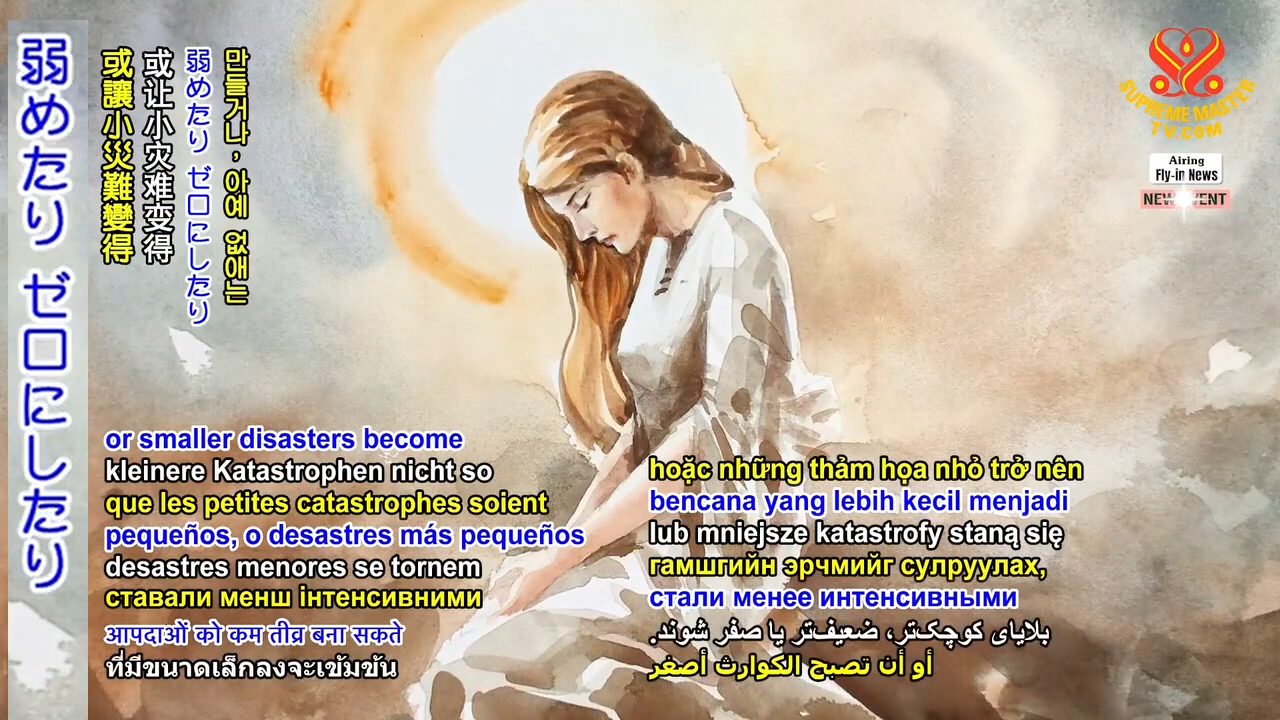 弱めたり ゼロにしたり
만들거나, 아예 없애는
弱めたり ゼロにしたり
或让小灾难变得
或讓小災難變得
SUPREME MASTER
TV.COM
Airing
Fly-in News
or smaller disasters become
kleinere Katastrophen nicht so
que les petites catastrophes soient
pequeños, o desastres más pequeños
desastres menores se tornem
ставали менш інтенсивними
आपदाओं को कम तीव्र बना सकते
ที่มีขนาดเล็กลงจะเข้มข้น
hoặc những thảm họa nhỏ trở nên
bencana yang lebih kecil menjadi
lub mniejsze katastrofy staną się
гамшгийн эрчмийг сулруулах,
стали менее интенсивными
بلایای کوچک‌تر، ضعیف‌تر یا صفر شوند.
أو أن تصبح الكوارث أصغر